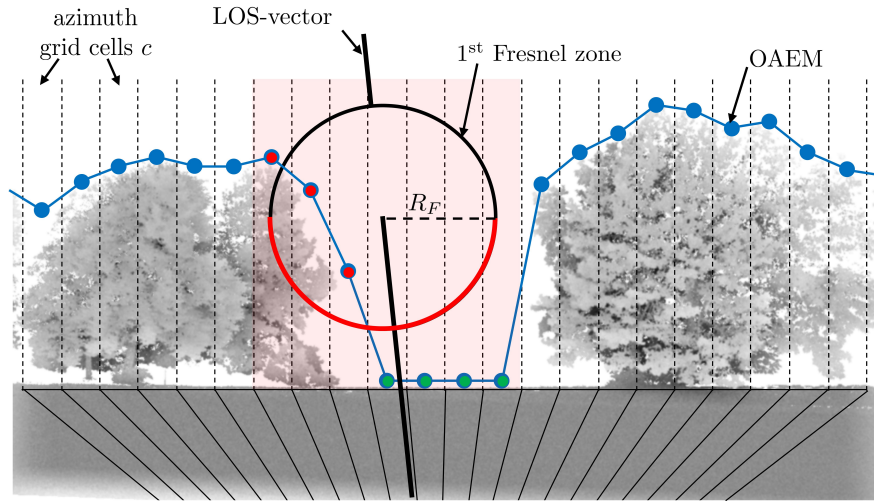 azimuth
grid cells c
LOS-vector
1st Fresnel zone
OAEM
R_F